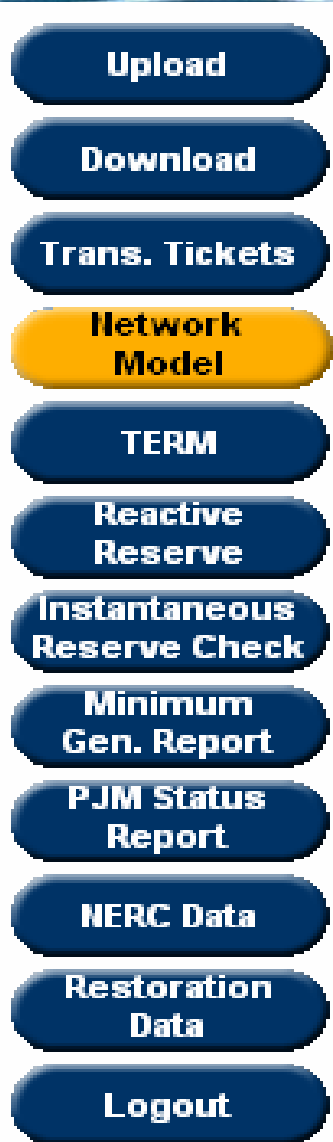 Upload
Download
Trans. Tickets
Network
Model
TERM
Reactive
Reserve
Instantaneous
Reserve Check
Minimum
Gen. Report
PJM Status
Report
NERC Data
Restoration
Data
Logout